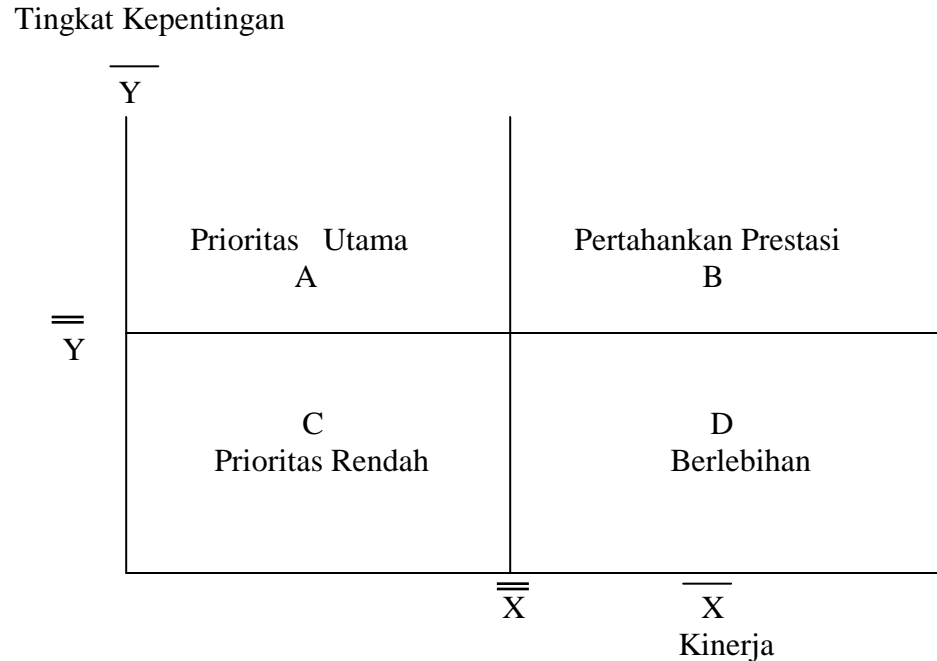 Tingkat Kepentingan
Y̅
Prioritas Utama
A
Pertahankan Prestasi
B
Y̿
C
Prioritas Rendah
D
Berlebihan
X̿
X̅
Kinerja